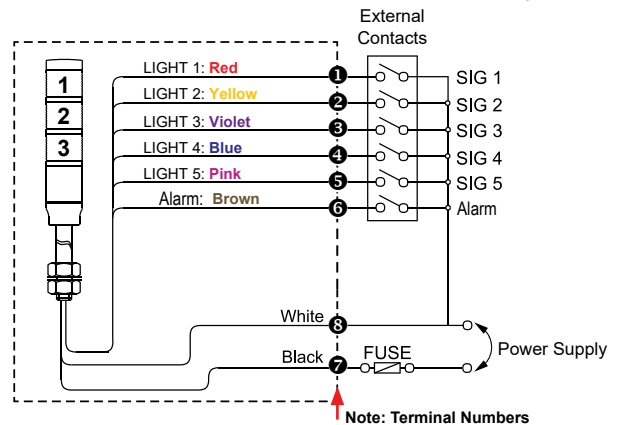 External
Contacts
1
2
3
LIGHT 1: Red
1
SIG 1
LIGHT 2: Yellow
2
SIG 2
LIGHT 3: Violet
3
SIG 3
LIGHT 4: Blue
4
SIG 4
LIGHT 5: Pink
5
SIG 5
Alarm: Brown
6
Alarm
White
8
Black
7
FUSE
Power Supply
Note: Terminal Numbers